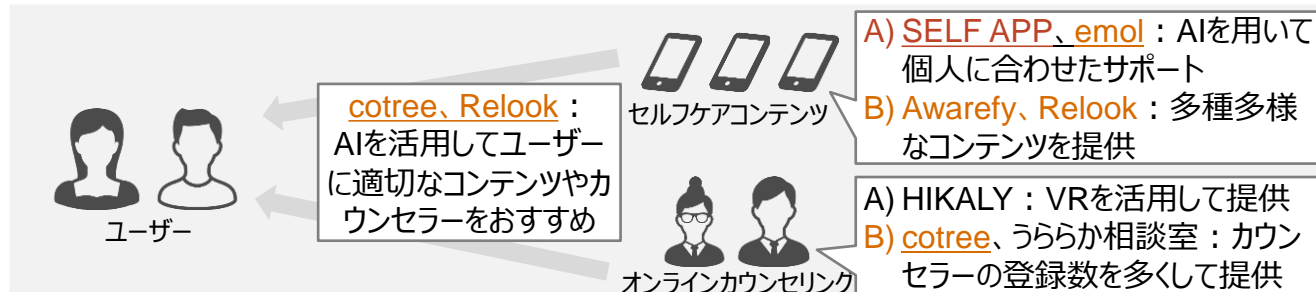 ユーザー
cotree、Relook：
AIを活用してユーザー
に適切なコンテンツやカ
ウンセラーをおすすめ
セルフケアコンテンツ
A) SELF APP、emol：AIを用いて
個人に合わせたサポート
B) Awarefy、Relook：多種多様
なコンテンツを提供
オンラインカウンセリング
A) HIKALY：VRを活用して提供
B) cotree、うららか相談室：カウン
セラーの登録数を多くして提供